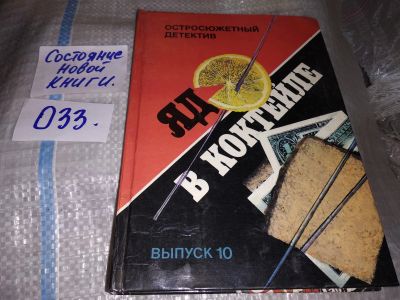 Состояние
новой
книги.
033.
ОСТРОСЮЖЕТНЫЙ
ДЕТЕКТИВ
ЯД
В КОКТЕЙЛЕ
ВЫПУСК 10